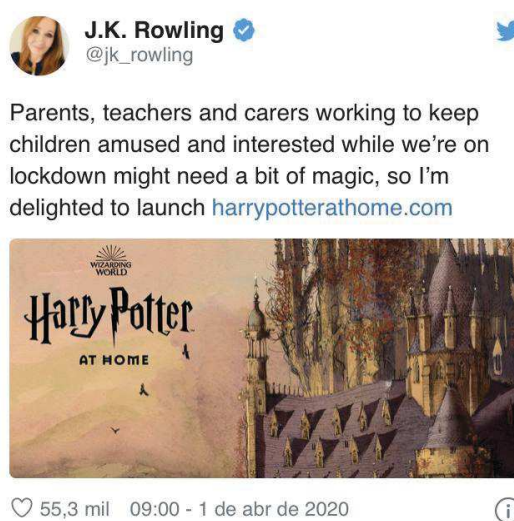 J.K. Rowling
@jk_rowling
Parents, teachers and carers working to keep
children amused and interested while we’re on
lockdown might need a bit of magic, so I’m
delighted to launch harrypotterathome.com
WIZARDING
WORLD
Harry Potter
AT HOME
55,3 mil 09:00 - 1 de abr de 2020